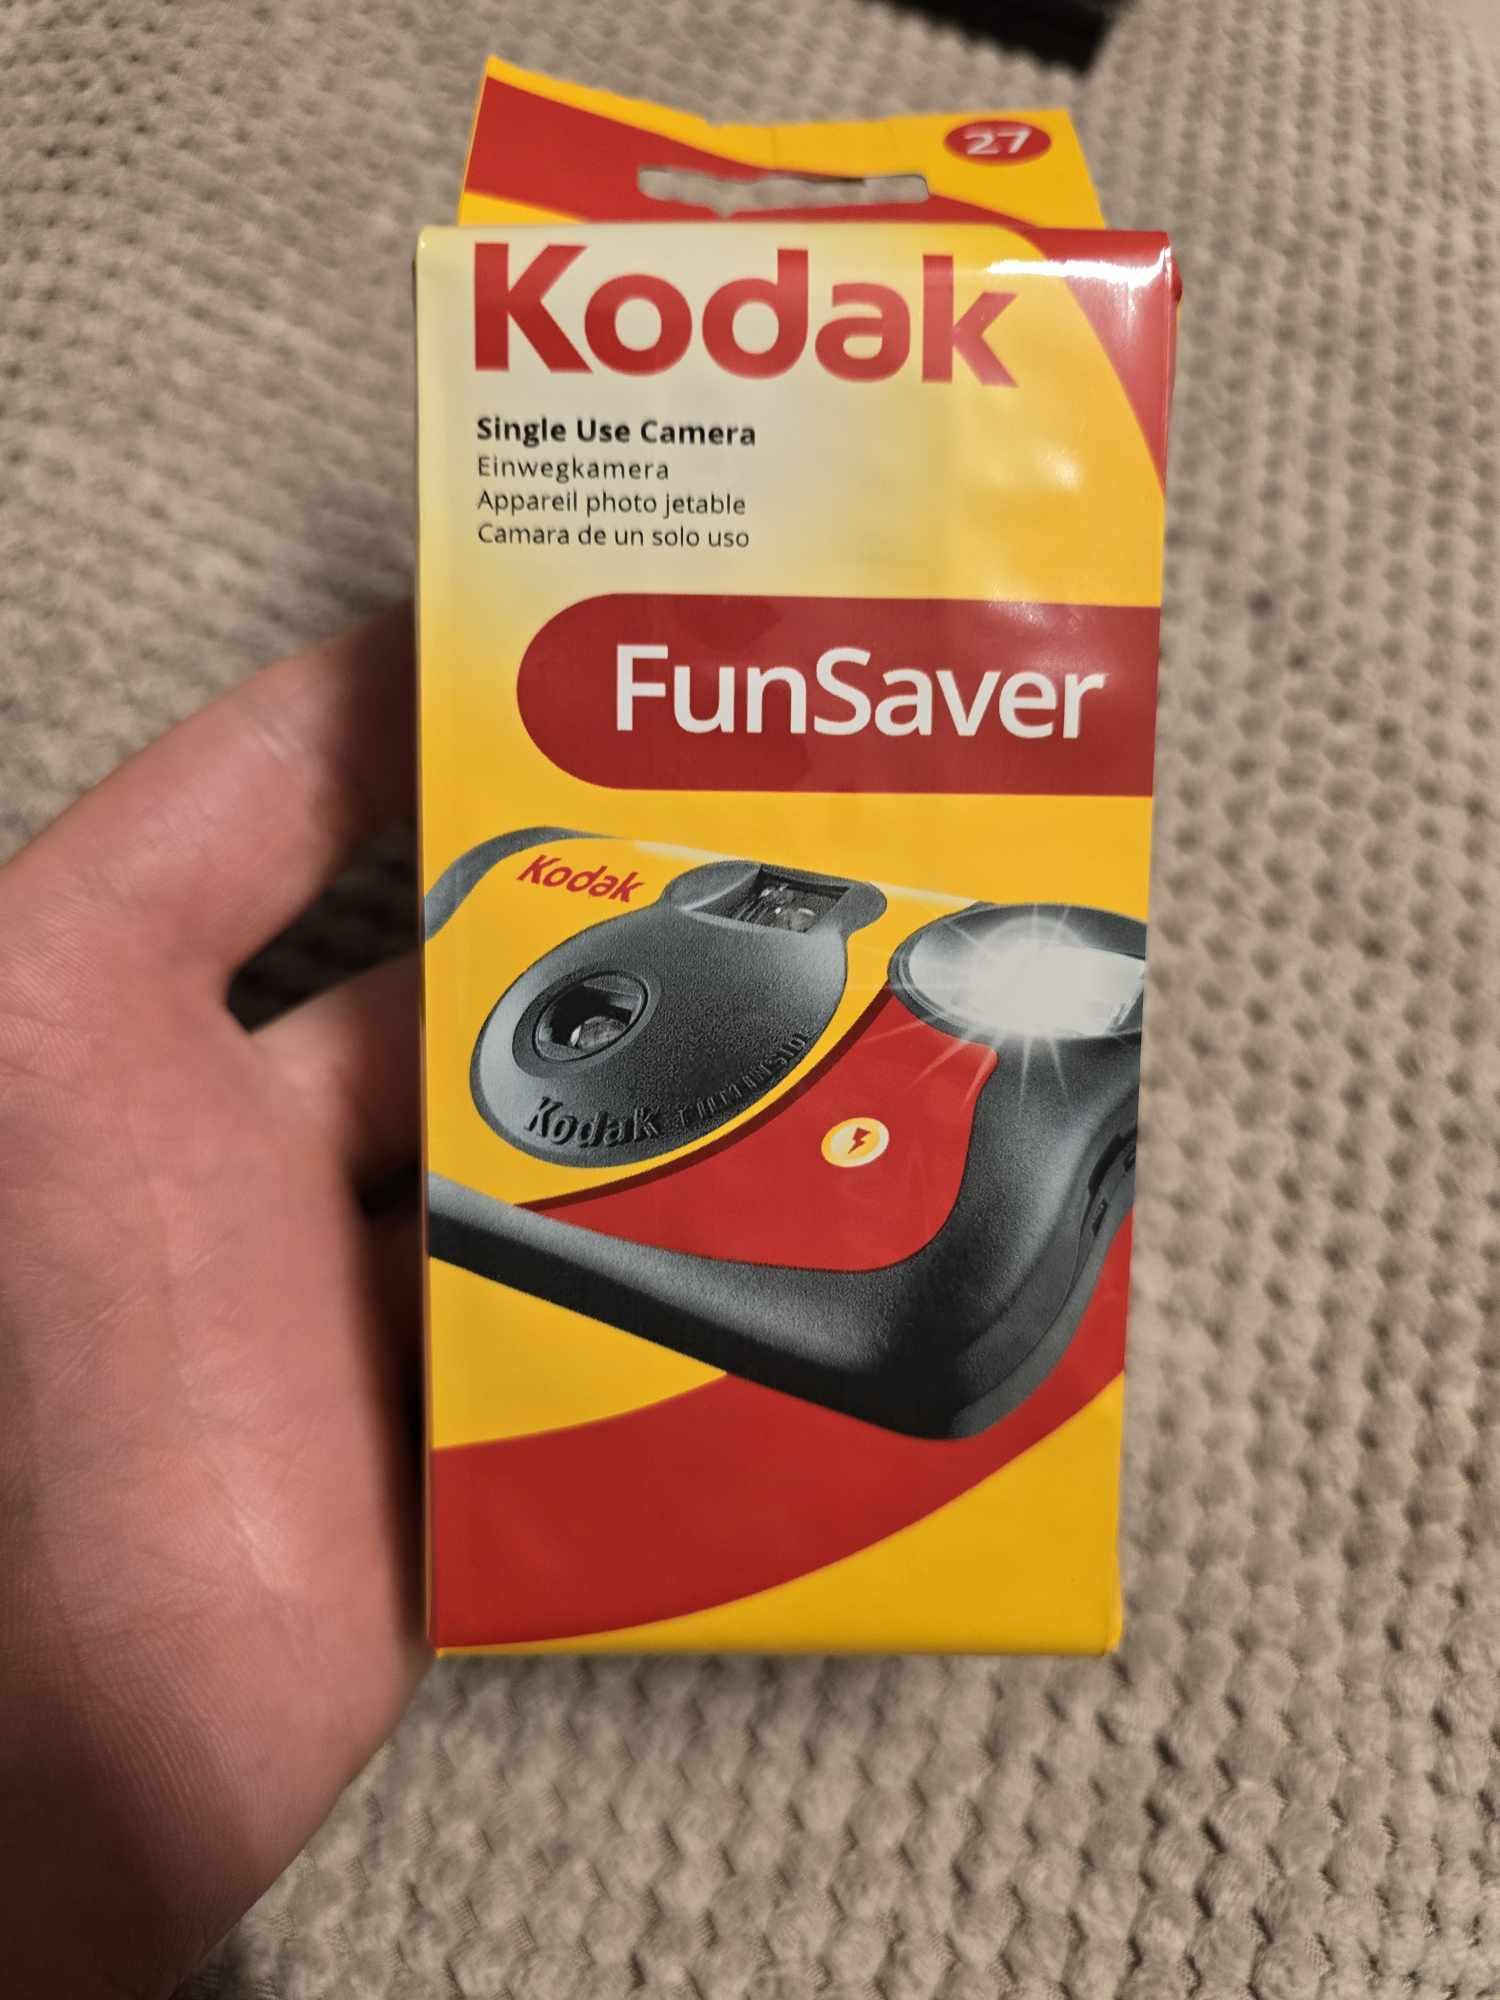 27
Kodak
Single Use Camera
Einwegkamera
Appareil photo jetable
Camara de un solo uso
FunSaver
Kodak
Kodak